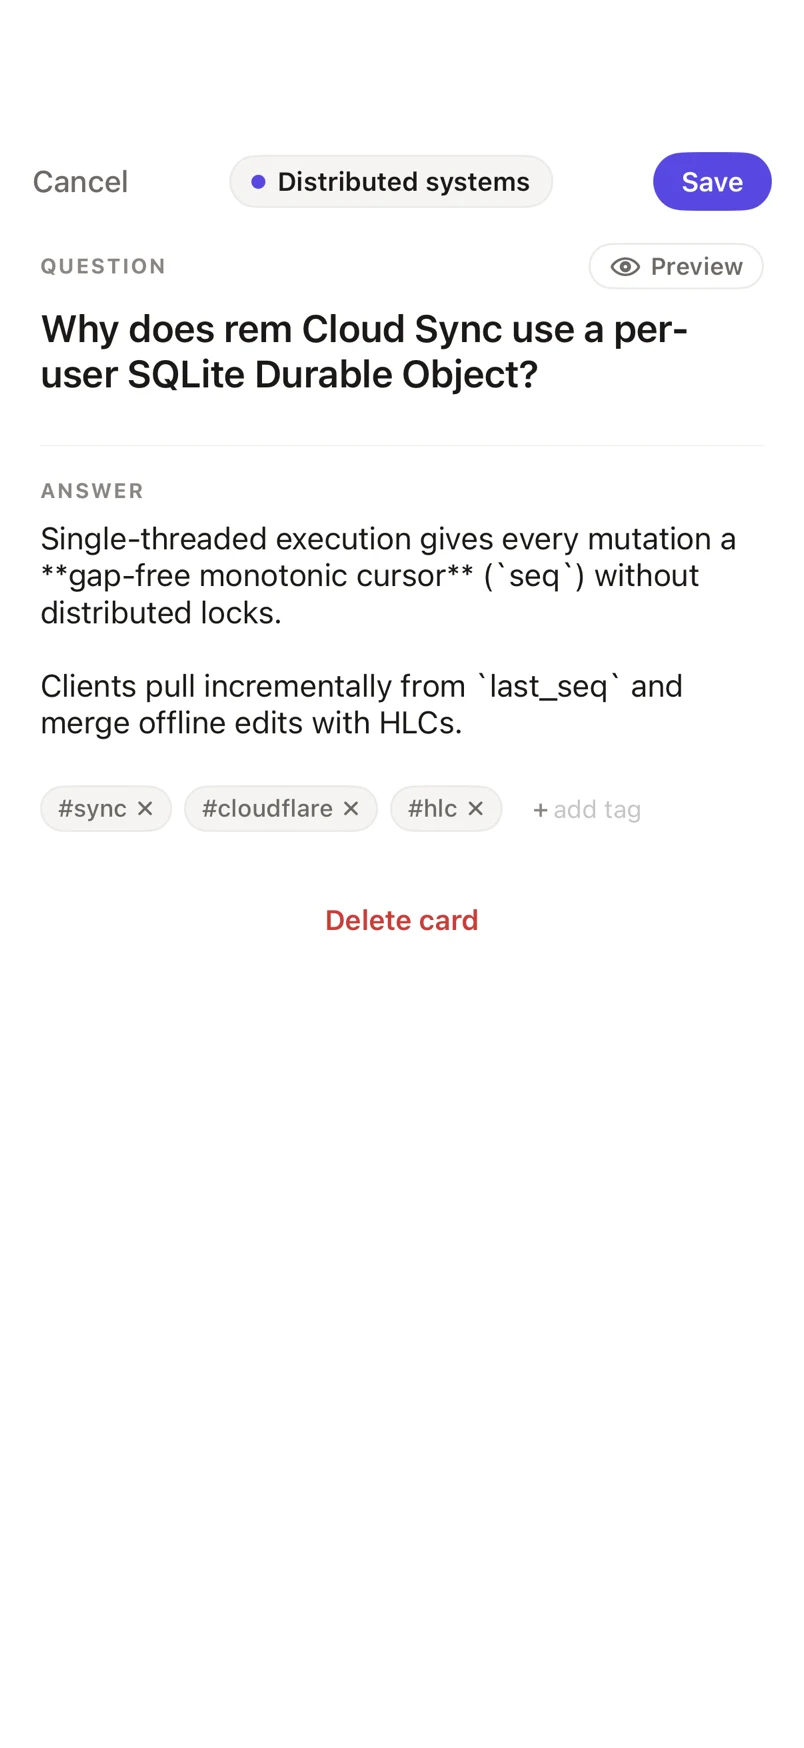 Cancel
Distributed systems
Save
QUESTION
Preview
Why does rem Cloud Sync use a per-
user SQLite Durable Object?
ANSWER
Single-threaded execution gives every mutation a
**gap-free monotonic cursor** (`seq`) without
distributed locks.
Clients pull incrementally from `last_seq` and
merge offline edits with HLCs.
#sync ✕ #cloudflare ✕ #hlc ✕ + add tag
Delete card